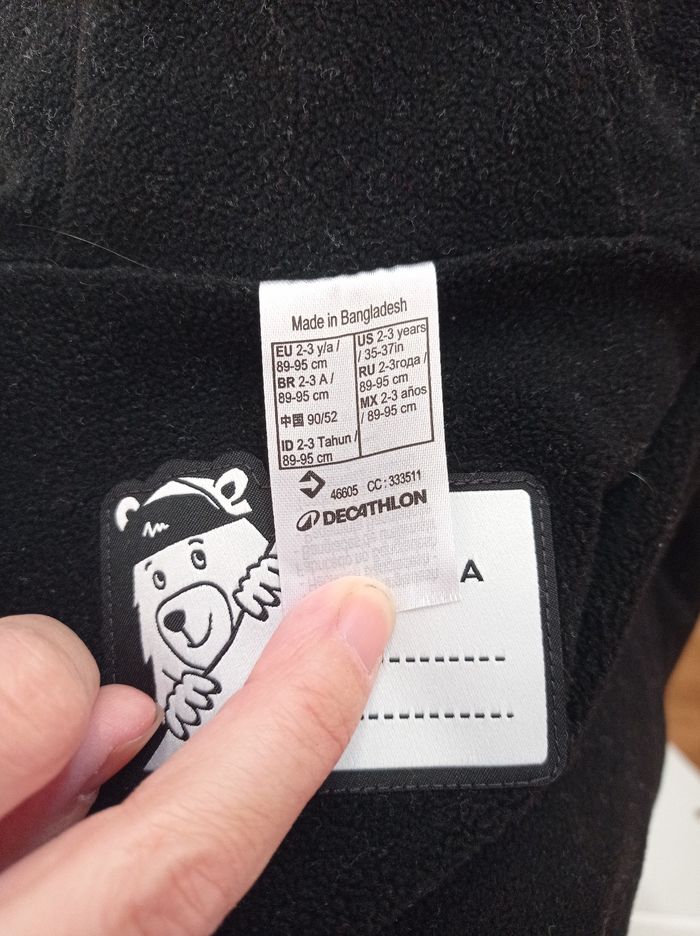 Made in Bangladesh
EU 2-3 y/a /
89-95 cm
BR 2-3 A /
89-95 cm
中国 90/52
ID 2-3 Tahun /
89-95 cm
US 2-3 years
/ 35-37in
RU 2-3года /
89-95 cm
MX 2-3 años
/ 89-95 cm
46605 CC : 333511
DECATHLON
A